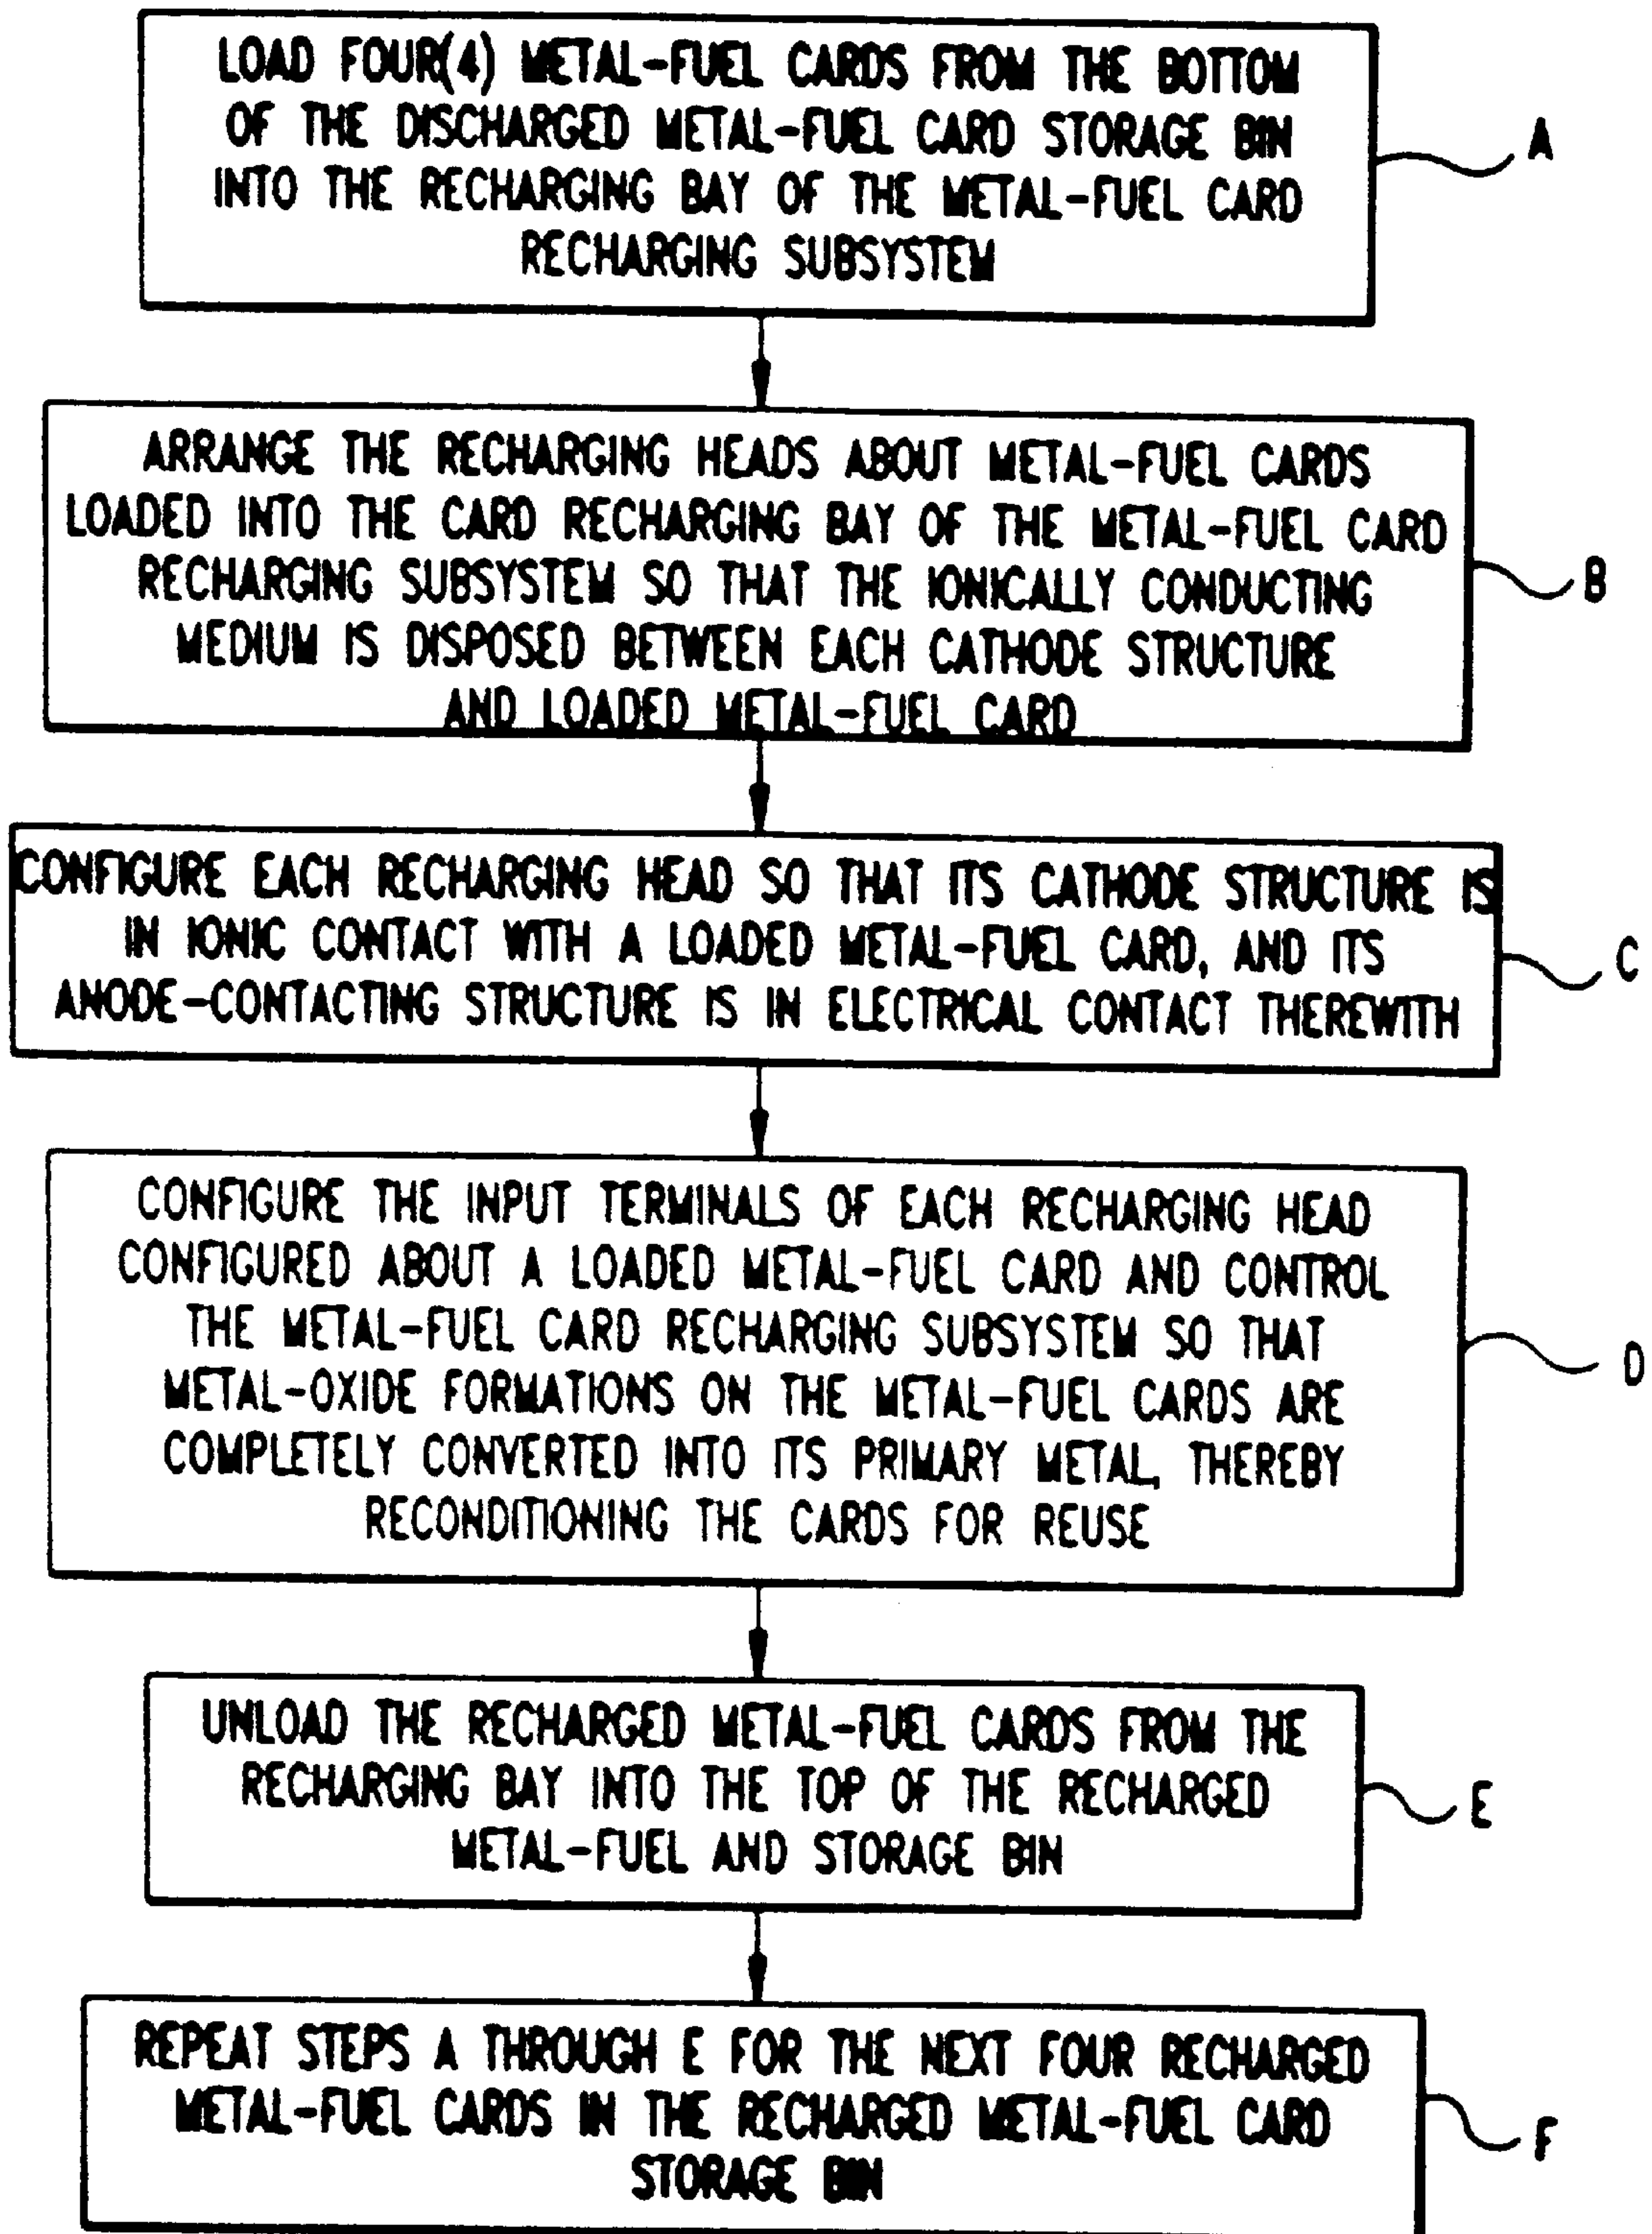 LOAD FOUR(4) METAL-FUEL CARDS FROM THE BOTTOM
OF THE DISCHARGED METAL-FUEL CARD STORAGE BIN
INTO THE RECHARGING BAY OF THE METAL-FUEL CARD
RECHARGING SUBSYSTEM
A
ARRANGE THE RECHARGING HEADS ABOUT METAL-FUEL CARDS
LOADED INTO THE CARD RECHARGING BAY OF THE METAL-FUEL CARD
RECHARGING SUBSYSTEM SO THAT THE IONICALLY CONDUCTING
MEDIUM IS DISPOSED BETWEEN EACH CATHODE STRUCTURE
AND LOADED METAL-FUEL CARD
B
CONFIGURE EACH RECHARGING HEAD SO THAT ITS CATHODE STRUCTURE IS
IN IONIC CONTACT WITH A LOADED METAL-FUEL CARD, AND ITS
ANODE-CONTACTING STRUCTURE IS IN ELECTRICAL CONTACT THEREWITH
C
CONFIGURE THE INPUT TERMINALS OF EACH RECHARGING HEAD
CONFIGURED ABOUT A LOADED METAL-FUEL CARD AND CONTROL
THE METAL-FUEL CARD RECHARGING SUBSYSTEM SO THAT
METAL-OXIDE FORMATIONS ON THE METAL-FUEL CARDS ARE
COMPLETELY CONVERTED INTO ITS PRIMARY METAL, THEREBY
RECONDITIONING THE CARDS FOR REUSE
D
UNLOAD THE RECHARGED METAL-FUEL CARDS FROM THE
RECHARGING BAY INTO THE TOP OF THE RECHARGED
METAL-FUEL AND STORAGE BIN
E
REPEAT STEPS A THROUGH E FOR THE NEXT FOUR RECHARGED
METAL-FUEL CARDS IN THE RECHARGED METAL-FUEL CARD
STORAGE BIN
F